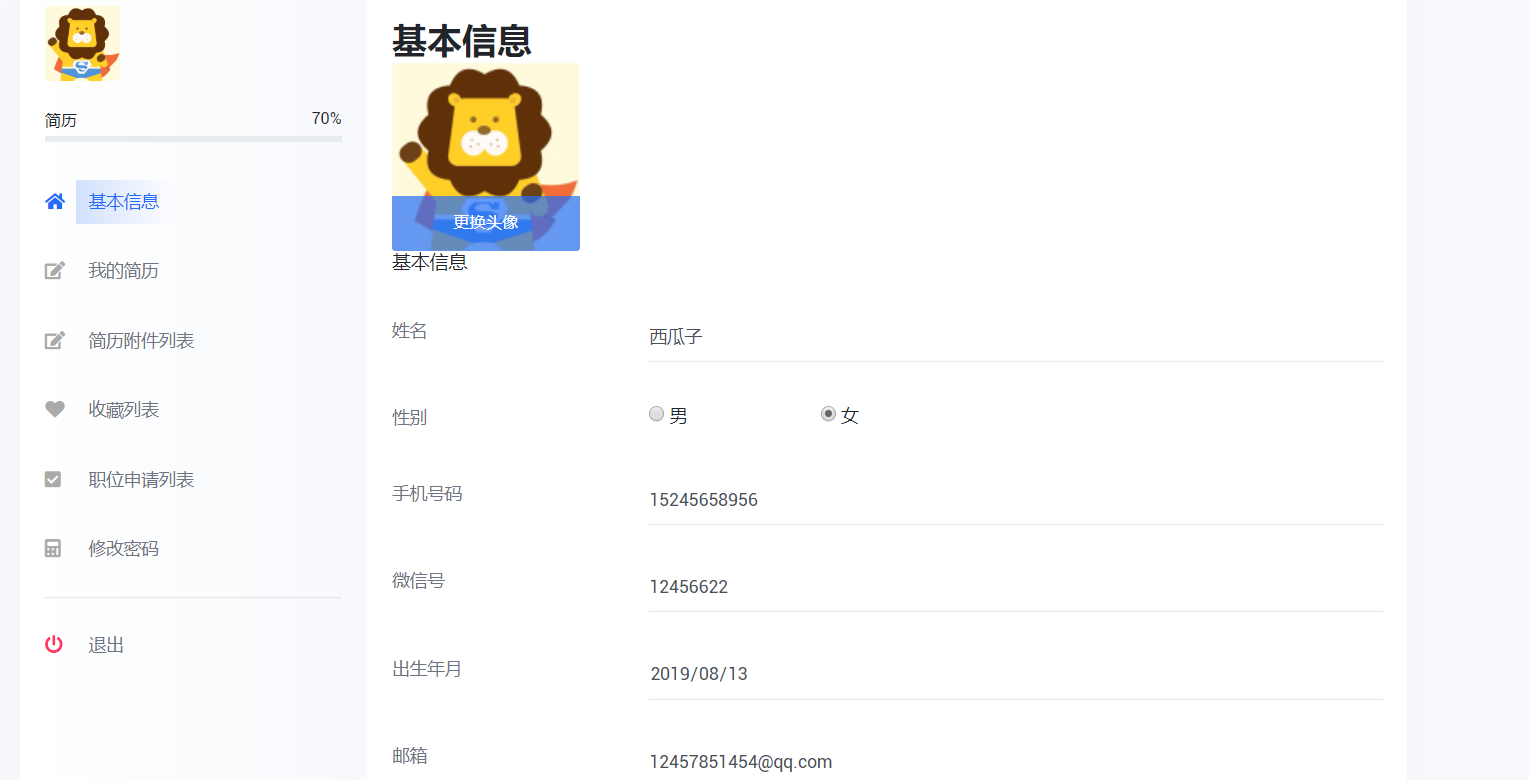 简历 70%
基本信息
我的简历
简历附件列表
收藏列表
职位申请列表
修改密码
退出
基本信息
更换头像
基本信息
姓名 西瓜子
性别 男 女
手机号码 15245658956
微信号 12456622
出生年月 2019/08/13
邮箱 12457851454@qq.com